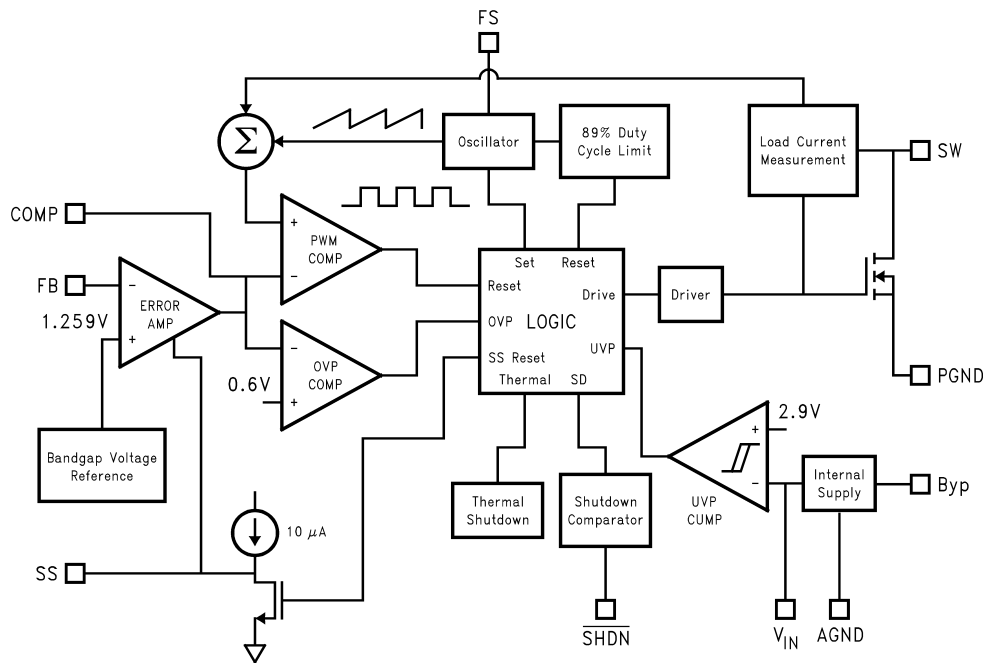 FS
Σ
Oscillator
89% Duty
Cycle Limit
Load Current
Measurement
SW
COMP
+
PWM
COMP
−
FB
−
ERROR
AMP
+
1.259V
Set
Reset
Reset
Drive
LOGIC
OVP
UVP
SS Reset
Thermal
SD
Driver
−
OVP
COMP
+
0.6V
PGND
2.9V
+
−
UVP
CUMP
Bandgap Voltage
Reference
Thermal
Shutdown
Shutdown
Comparator
Internal
Supply
Byp
10 μA
SS
SHDN
VIN
AGND